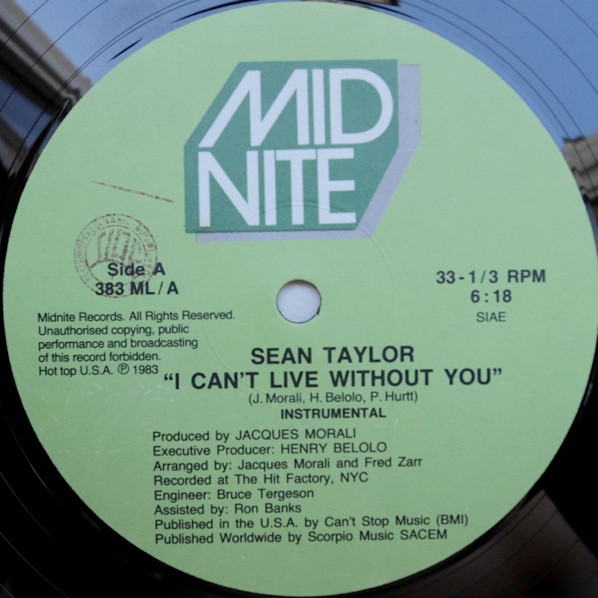 MID
NITE
Side A
383 ML/A
33-1/3 RPM
6:18
SIAE
Midnite Records. All Rights Reserved.
Unauthorised copying, public
performance and broadcasting
of this record forbidden.
Hot top U.S.A. ℗ 1983
SEAN TAYLOR
"I CAN'T LIVE WITHOUT YOU"
(J. Morali, H. Belolo, P. Hurtt)
INSTRUMENTAL
Produced by JACQUES MORALI
Executive Producer: HENRY BELOLO
Arranged by: Jacques Morali and Fred Zarr
Recorded at The Hit Factory, NYC
Engineer: Bruce Tergeson
Assisted by: Ron Banks
Published in the U.S.A. by Can't Stop Music (BMI)
Published Worldwide by Scorpio Music SACEM